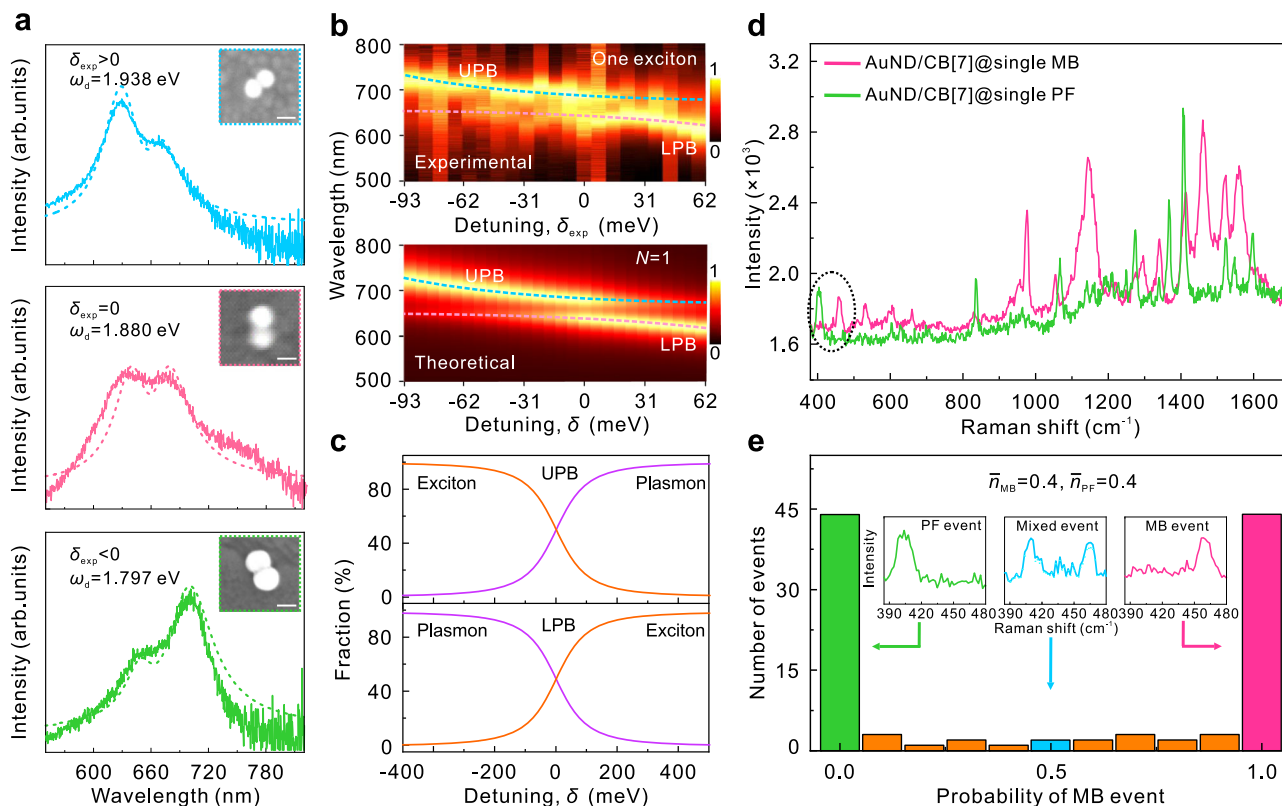 a
δexp>0
ωd=1.938 eV
Intensity (arb.units)
δexp=0
ωd=1.880 eV
Intensity (arb.units)
δexp<0
ωd=1.797 eV
Intensity (arb.units)
600 660 720 780
Wavelength (nm)
b
800
700
600
500
UPB
One exciton
LPB
Experimental
1
0
-93 -62 -31 0 31 62
Detuning, δexp (meV)
Wavelength (nm)
800
700
600
500
N=1
UPB
LPB
Theoretical
1
0
-93 -62 -31 0 31 62
Detuning, δ (meV)
c
80
40
0
Exciton
UPB
Plasmon
80
40
0
Plasmon
LPB
Exciton
Fraction (%)
-400 -200 0 200 400
Detuning, δ (meV)
d
AuND/CB[7]@single MB
AuND/CB[7]@single PF
Intensity (×10³)
3.2
2.8
2.4
2.0
1.6
400 600 800 1000 1200 1400 1600
Raman shift (cm⁻¹)
e
n̅MB=0.4, n̅PF=0.4
Number of events
45
30
15
0
PF event
Mixed event
MB event
Intensity
390 420 450 480
390 420 450 480
390 420 450 480
Raman shift (cm⁻¹)
0.0 0.5 1.0
Probability of MB event